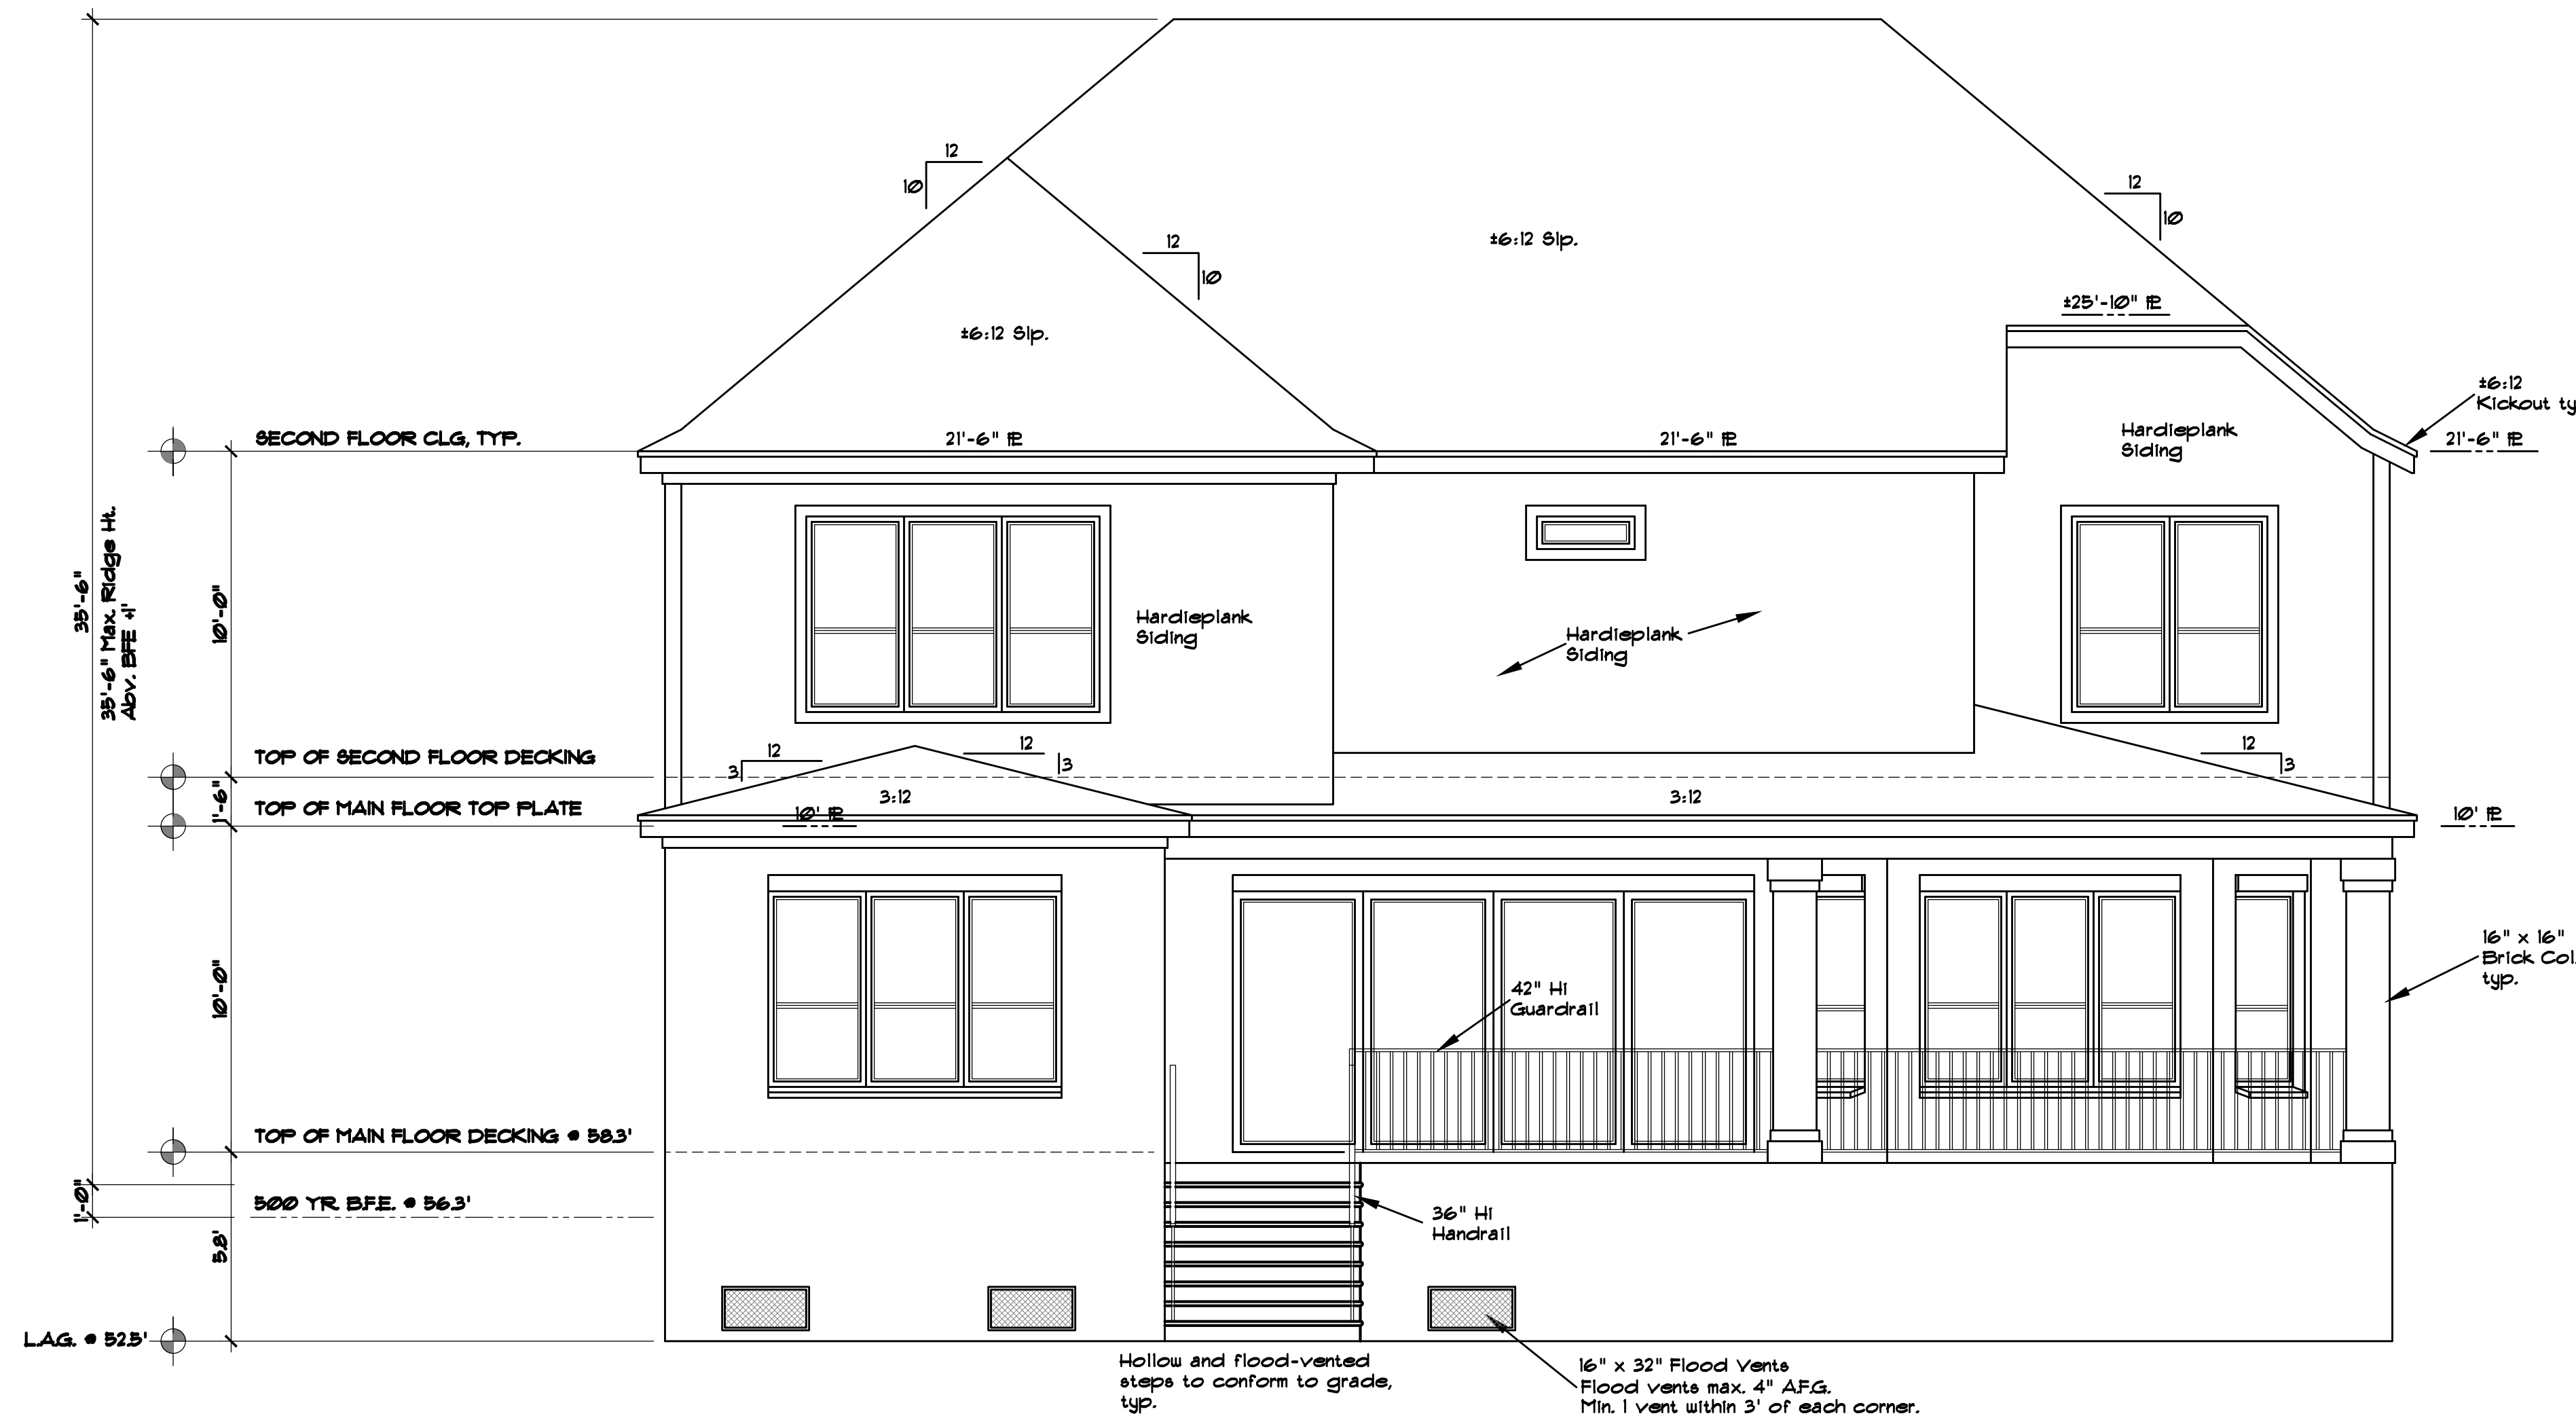 12
10
12
10
±6:12 Slp.
12
10
±25'-10" PL
±6:12 Slp.
±6:12
Kickout ty
SECOND FLOOR CLG, TYP.
21'-6" PL
21'-6" PL
21'-6" PL
Hardieplank
Siding
35'-6"
35'-6" Max. Ridge Ht.
Abv. BFE +1'
10'-0"
Hardieplank
Siding
Hardieplank
Siding
TOP OF SECOND FLOOR DECKING
12
3
12
3
12
3
1'-6"
TOP OF MAIN FLOOR TOP PLATE
3:12
3:12
10' PL
10' PL
10'-0"
16" x 16"
Brick Col.
typ.
42" Hi
Guardrail
TOP OF MAIN FLOOR DECKING @ 58.3'
1'-0"
500 YR. B.F.E. @ 56.3'
5.8'
36" Hi
Handrail
L.A.G. @ 52.5'
Hollow and flood-vented
steps to conform to grade,
typ.
16" x 32" Flood Vents
Flood vents max. 4" A.F.G.
Min. 1 vent within 3' of each corner.